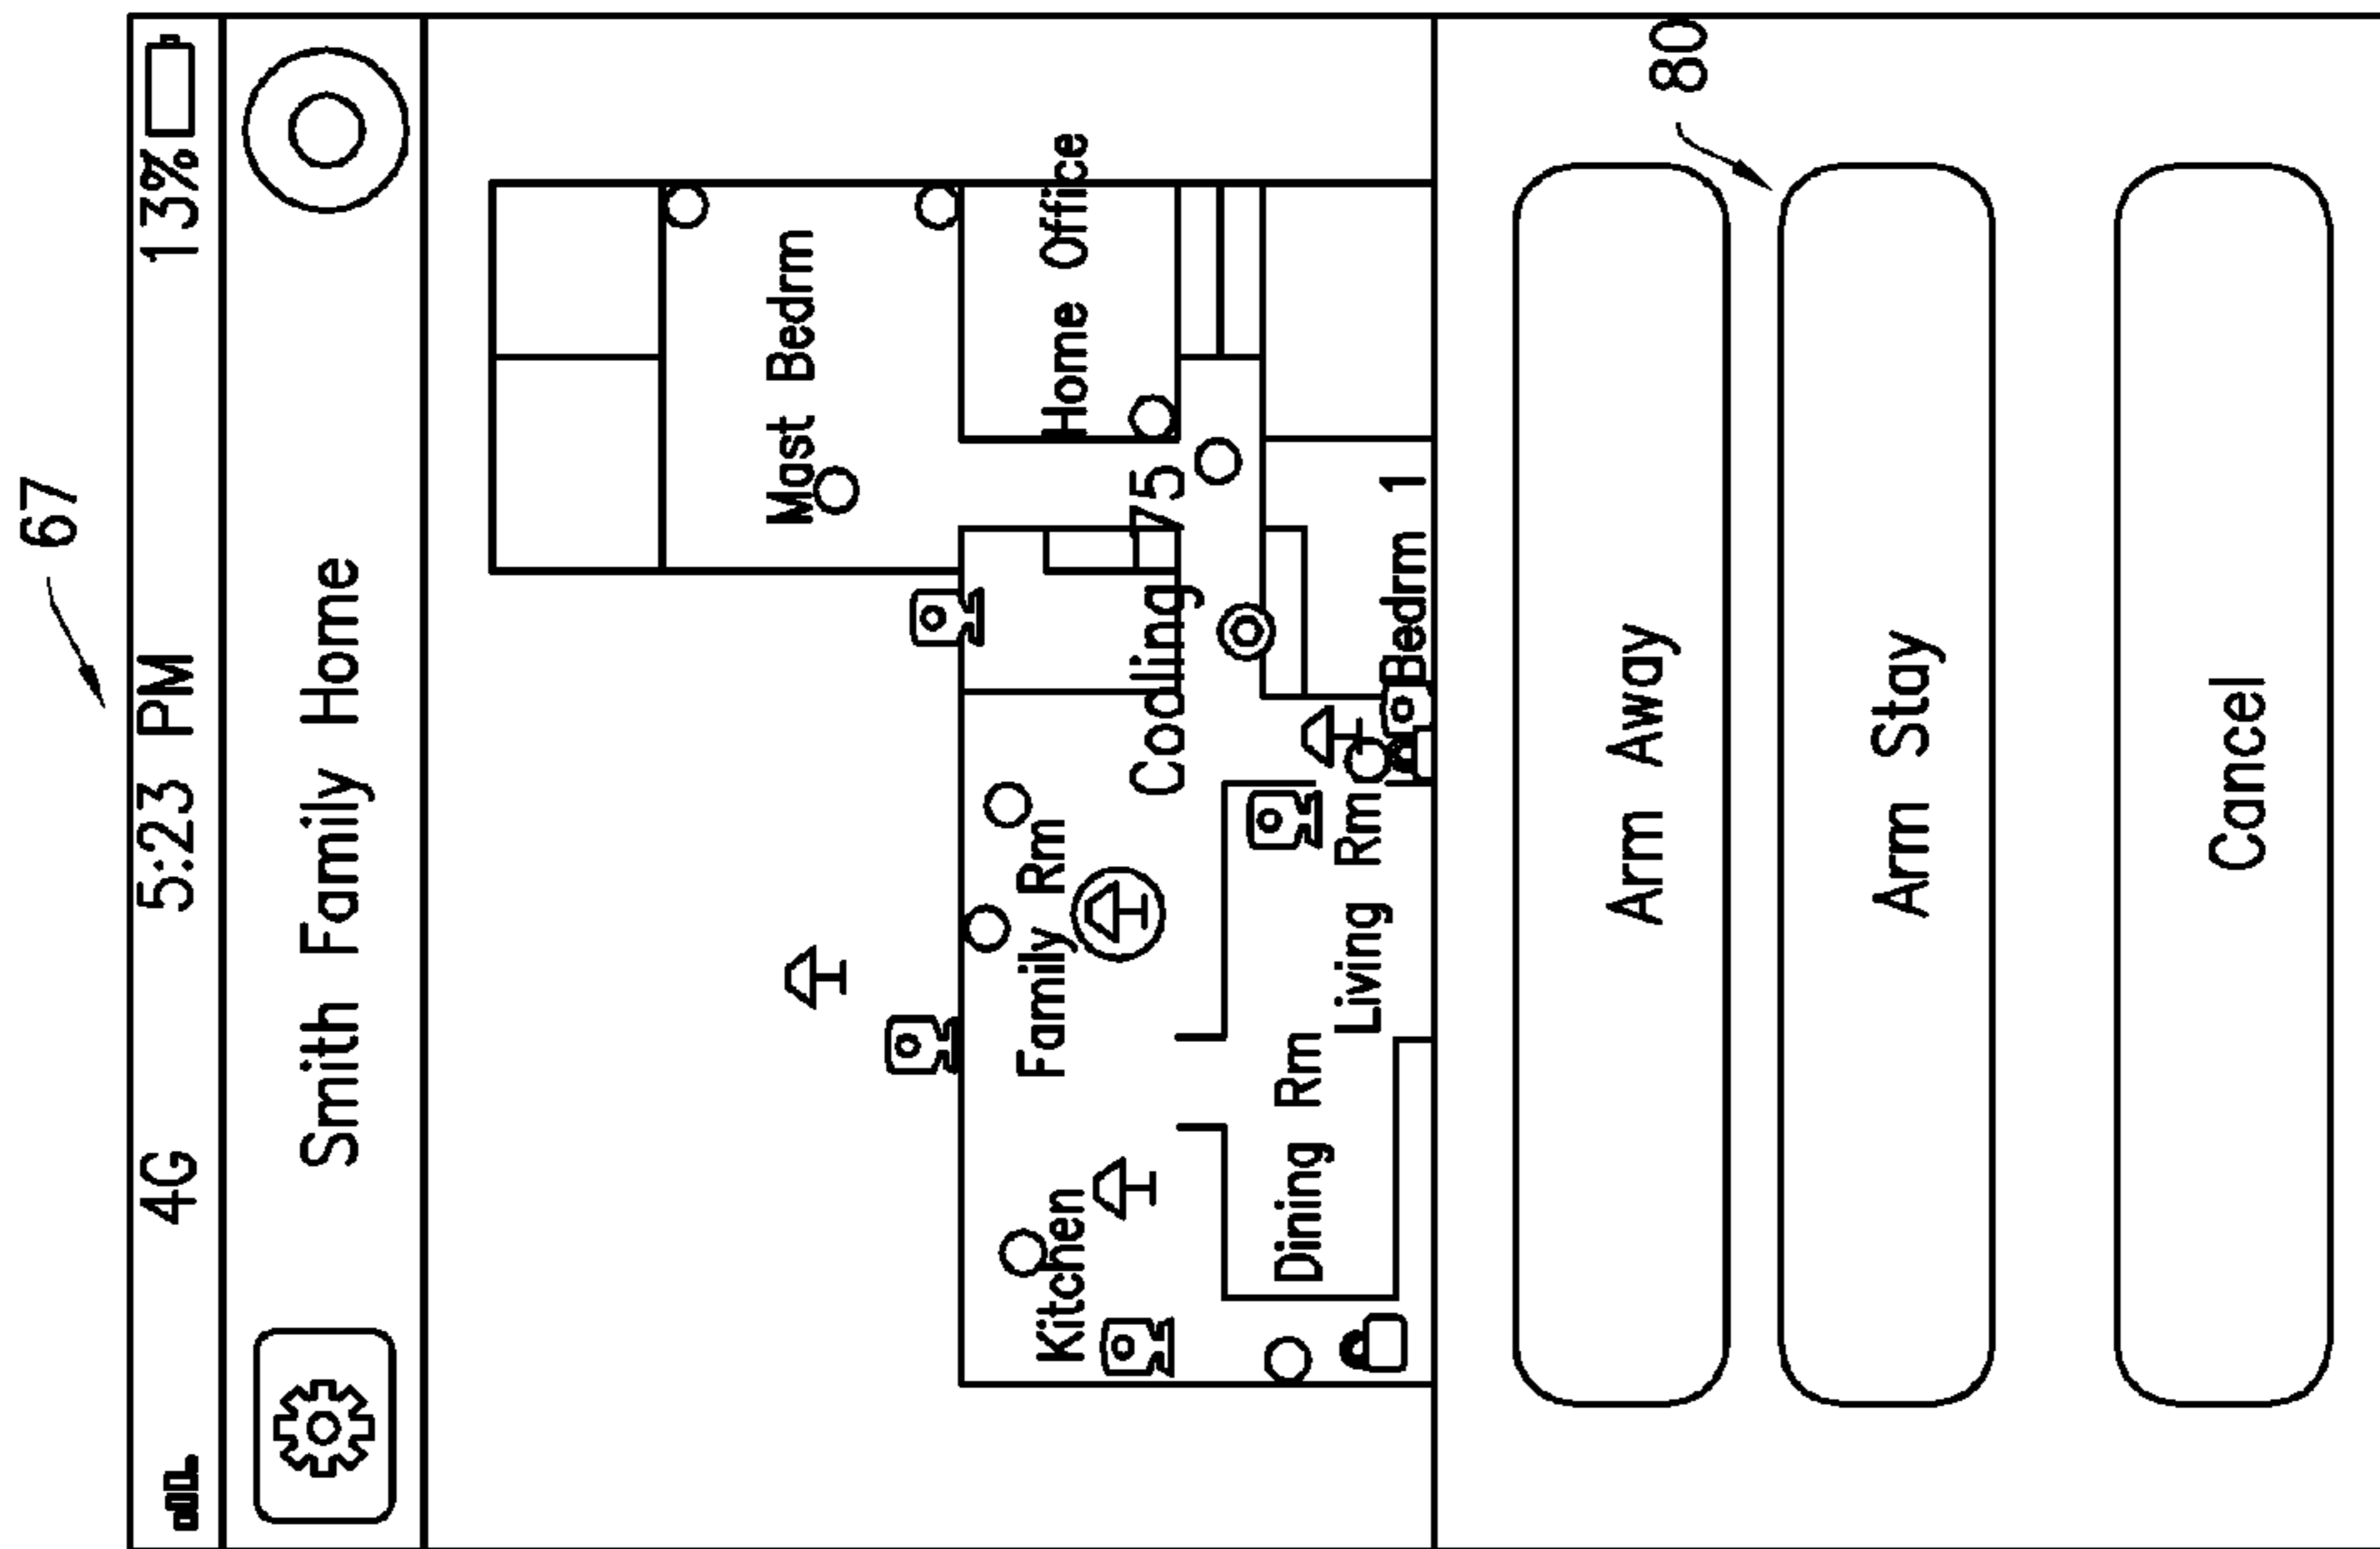 67
4G 5:23 PM 13%
Smith Family Home
Mast Bedrm
Family Rm
Kitchen
Home Office
Cooling 75
Dining Rm
Living Rm
Bedrm 1
80
Arm Away
Arm Stay
Cancel